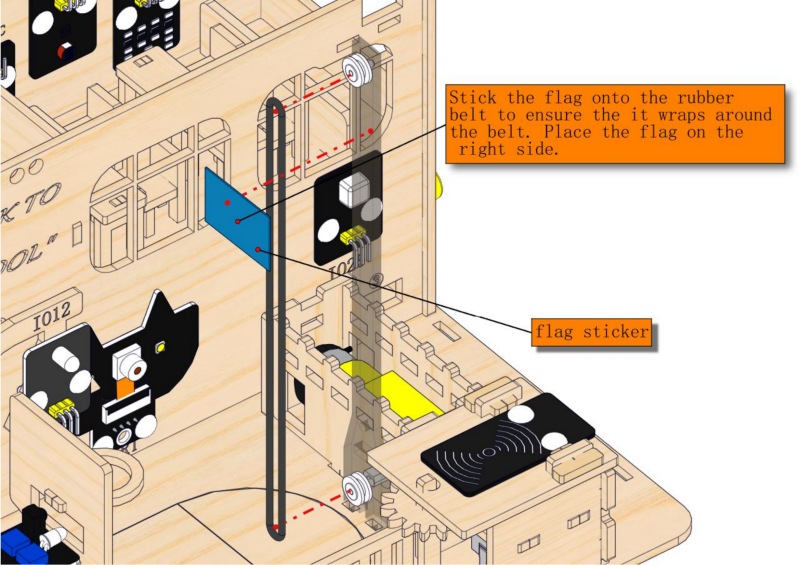 Stick the flag onto the rubber
belt to ensure the it wraps around
the belt. Place the flag on the
right side.
K TO
OOL"
IO12
flag sticker